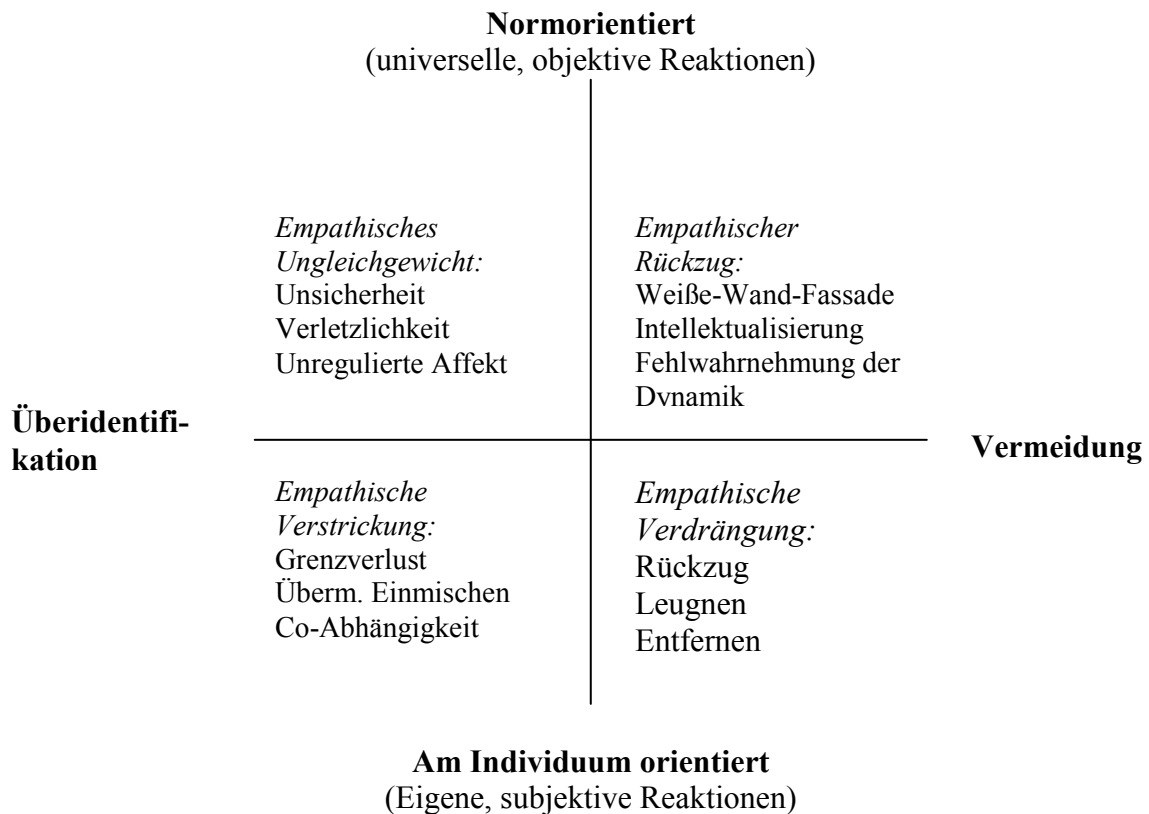 Normorientiert
(universelle, objektive Reaktionen)
Empathisches
Ungleichgewicht:
Unsicherheit
Verletzlichkeit
Unregulierte Affekt
Empathischer
Rückzug:
Weiße-Wand-Fassade
Intellektualisierung
Fehlwahrnehmung der
Dynamik
Überidentifi-
kation
Vermeidung
Empathische
Verstrickung:
Grenzverlust
Überm. Einmischen
Co-Abhängigkeit
Empathische
Verdrängung:
Rückzug
Leugnen
Entfernen
Am Individuum orientiert
(Eigene, subjektive Reaktionen)